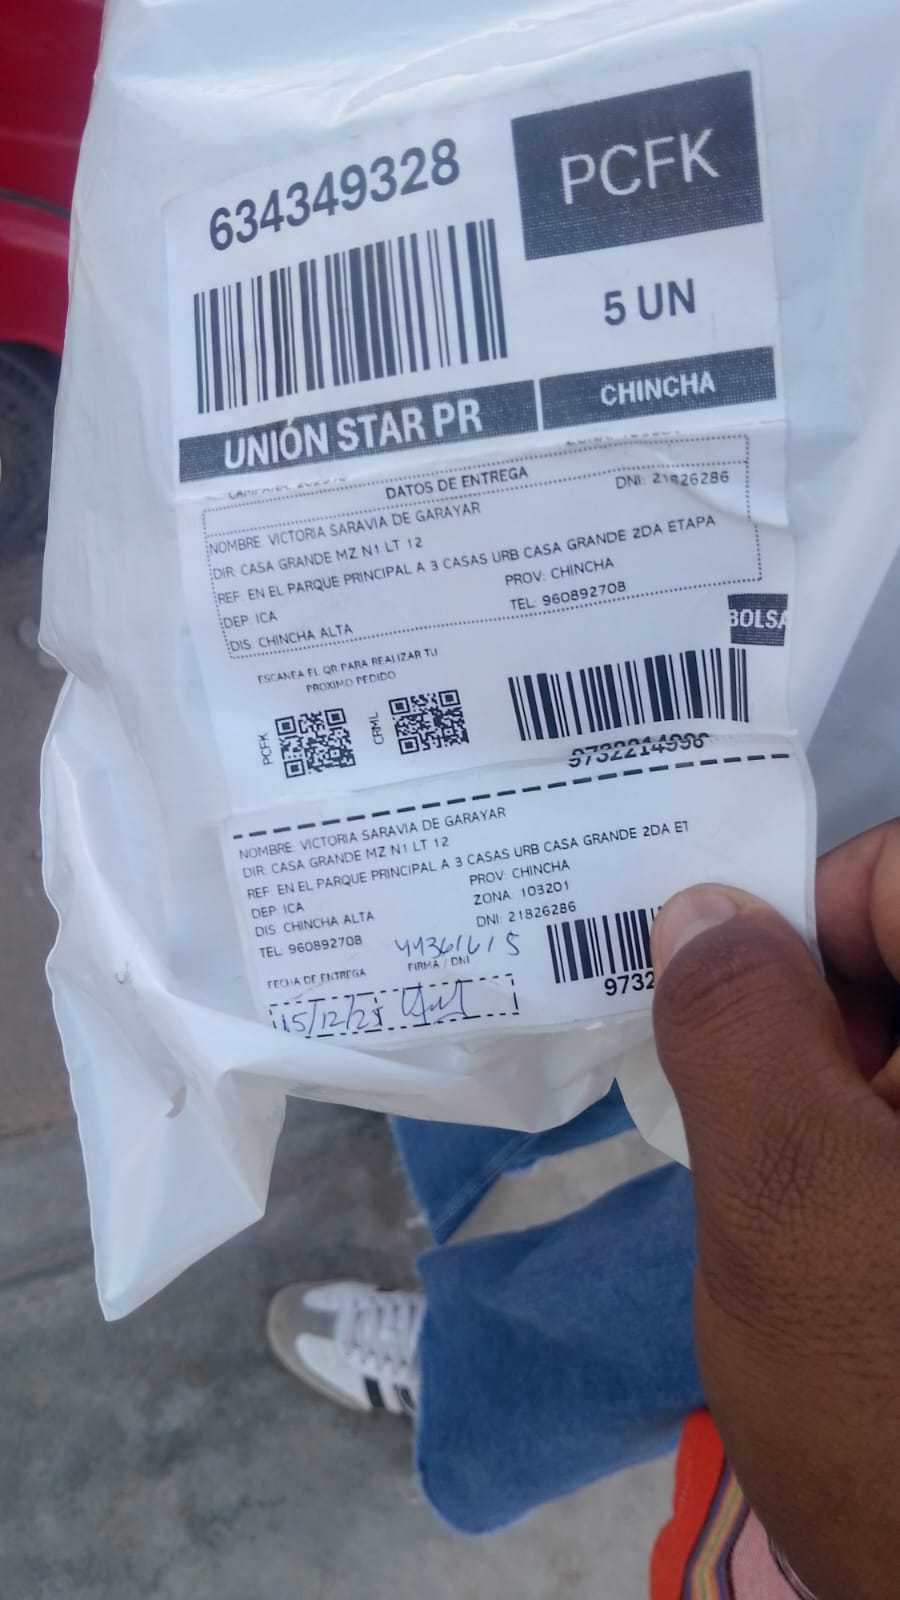 634349328
PCFK
5 UN
UNIÓN STAR PR
CHINCHA
DATOS DE ENTREGA
DNI: 21826286
NOMBRE: VICTORIA SARAVIA DE GARAYAR
DIR: CASA GRANDE MZ N1 LT 12
REF: EN EL PARQUE PRINCIPAL A 3 CASAS URB CASA GRANDE 2DA ETAPA
DEP: ICA
PROV: CHINCHA
DIS: CHINCHA ALTA
TEL: 960892708
BOLSA
ESCANEA EL QR PARA REALIZAR TU
PROXIMO PEDIDO
PCFK
CRML
9732214998
NOMBRE: VICTORIA SARAVIA DE GARAYAR
DIR: CASA GRANDE MZ N1 LT 12
REF: EN EL PARQUE PRINCIPAL A 3 CASAS URB CASA GRANDE 2DA ET
DEP: ICA
PROV: CHINCHA
DIS: CHINCHA ALTA
ZONA: 103201
TEL: 960892708
DNI: 21826286
44361615
FECHA DE ENTREGA
FIRMA / DNI
9732
15/12/25